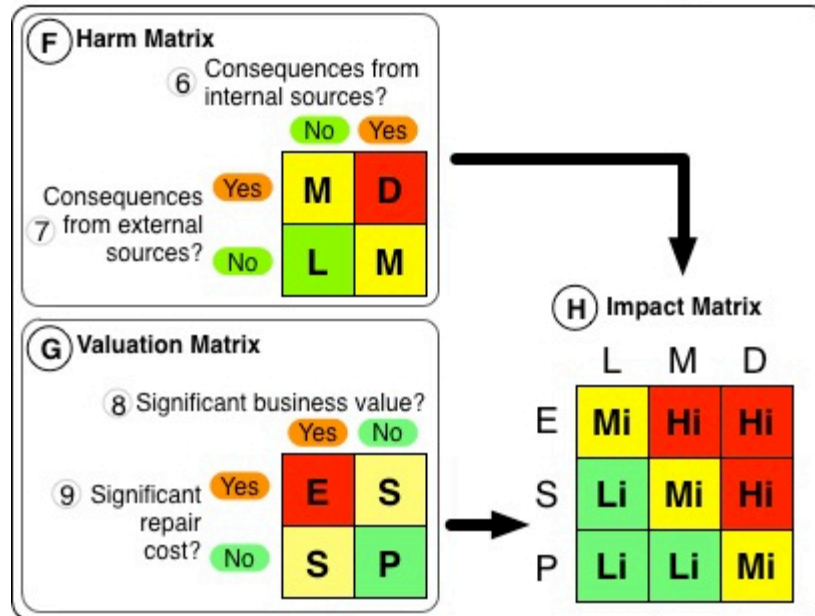 F Harm Matrix
6 Consequences from
internal sources?
No Yes
Consequences
7 from external
sources?
Yes M D
No L M
G Valuation Matrix
8 Significant business value?
Yes No
9 Significant
repair
cost?
Yes E S
No S P
H Impact Matrix
L M D
E Mi Hi Hi
S Li Mi Hi
P Li Li Mi